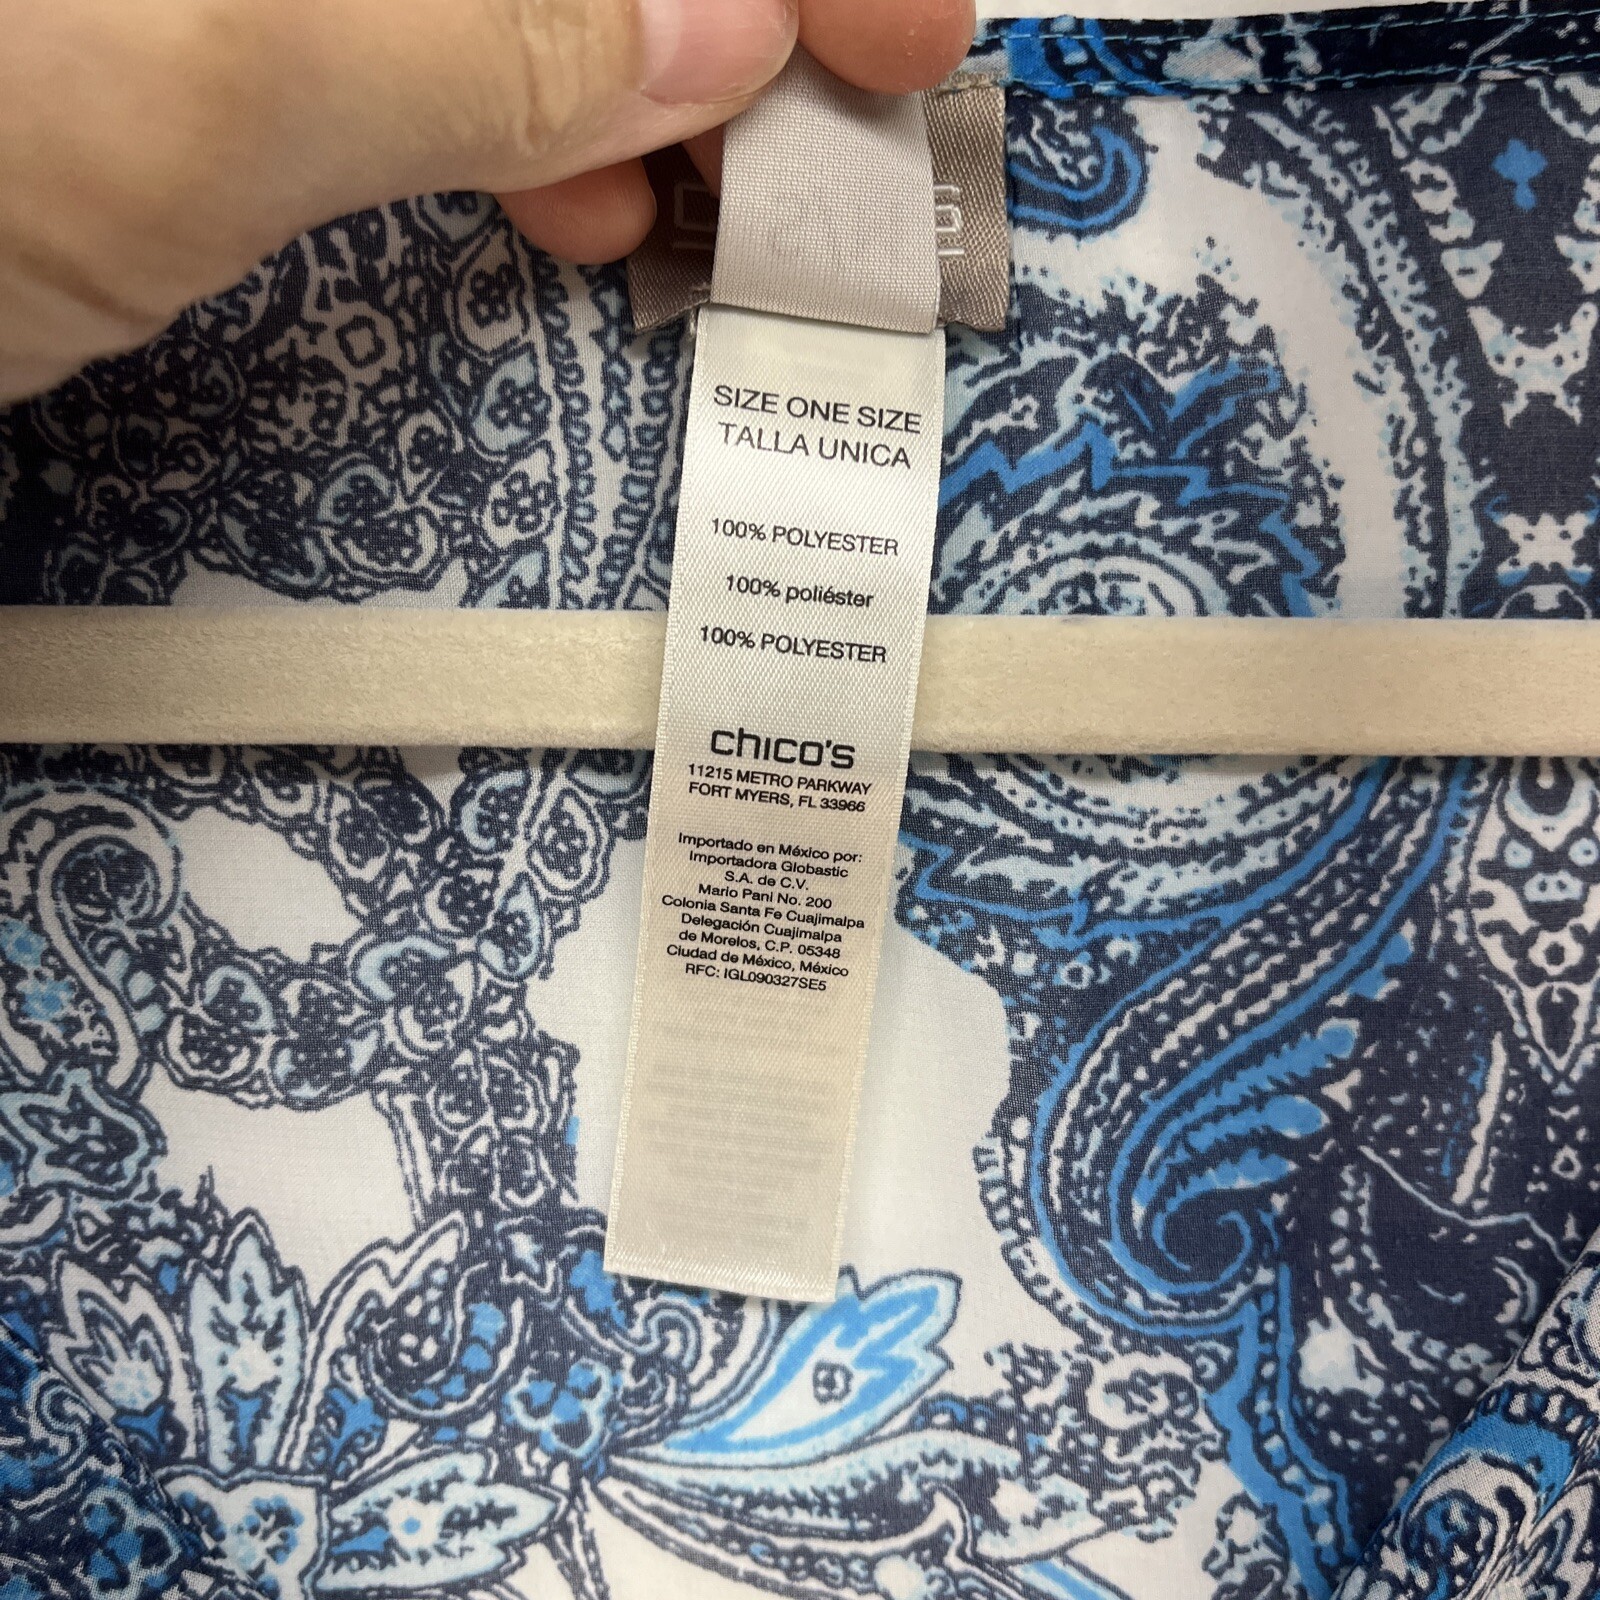 SIZE ONE SIZE
TALLA UNICA
100% POLYESTER
100% poliéster
100% POLYESTER
chico's
11215 METRO PARKWAY
FORT MYERS, FL 33966
Importado en México por:
Importadora Globastic
S.A. de C.V.
Mario Pani No. 200
Colonia Santa Fe Cuajimalpa
Delegación Cuajimalpa
de Morelos, C.P. 05348
Ciudad de México, México
RFC: IGL090327SE5